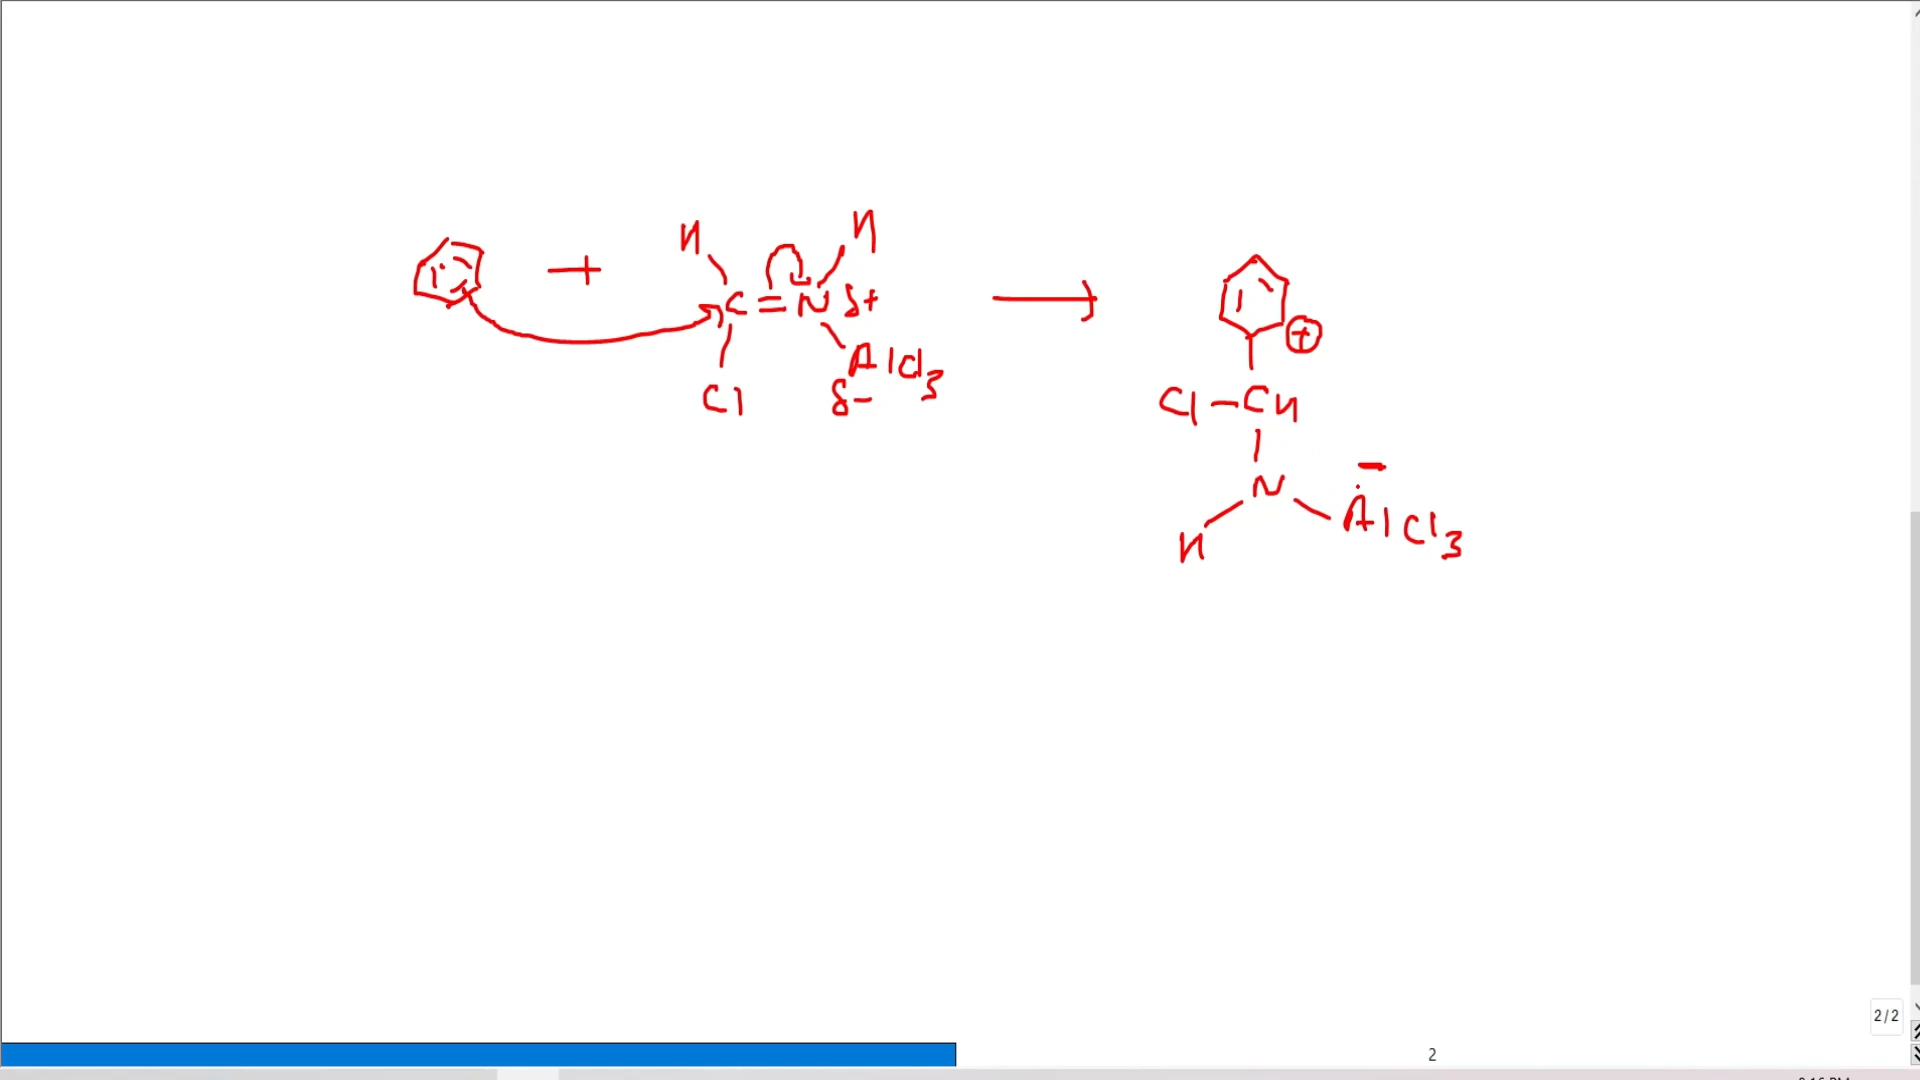 H H
+ C = N δ+
Cl AlCl3
δ−
+
Cl − CH
−
N AlCl3
H
2/2
2